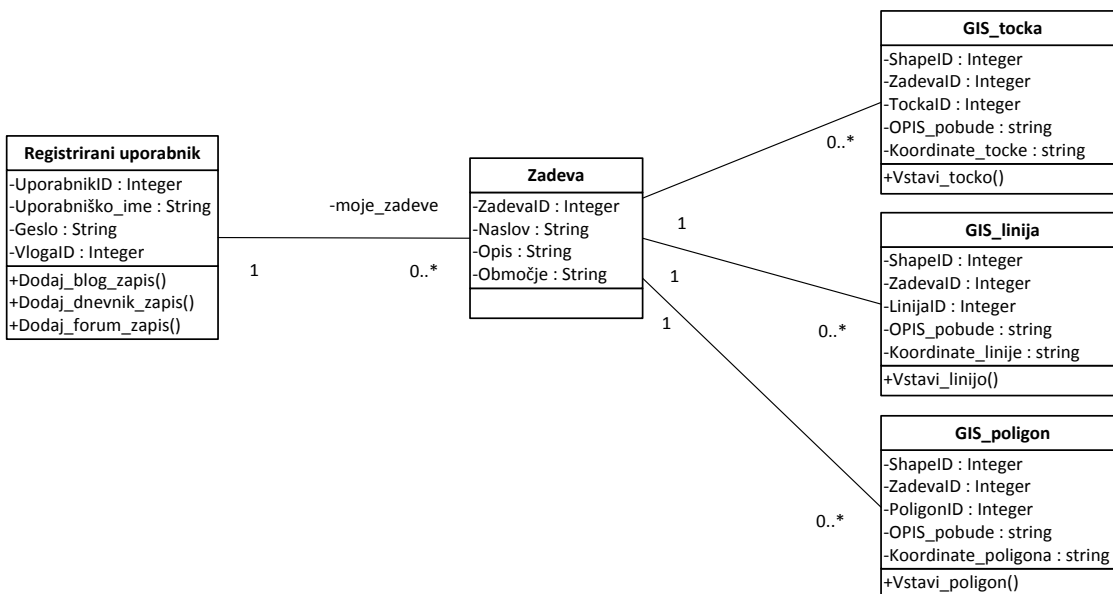 Registrirani uporabnik
-UporabnikID : Integer
-Uporabniško_ime : String
-Geslo : String
-VlogaID : Integer
+Dodaj_blog_zapis()
+Dodaj_dnevnik_zapis()
+Dodaj_forum_zapis()
1
-moje_zadeve
0..*
Zadeva
-ZadevaID : Integer
-Naslov : String
-Opis : String
-Območje : String
1
1
1
0..*
0..*
0..*
GIS_tocka
-ShapeID : Integer
-ZadevaID : Integer
-TockaID : Integer
-OPIS_pobude : string
-Koordinate_tocke : string
+Vstavi_tocko()
GIS_linija
-ShapeID : Integer
-ZadevaID : Integer
-LinijaID : Integer
-OPIS_pobude : string
-Koordinate_linije : string
+Vstavi_linijo()
GIS_poligon
-ShapeID : Integer
-ZadevaID : Integer
-PoligonID : Integer
-OPIS_pobude : string
-Koordinate_poligona : string
+Vstavi_poligon()